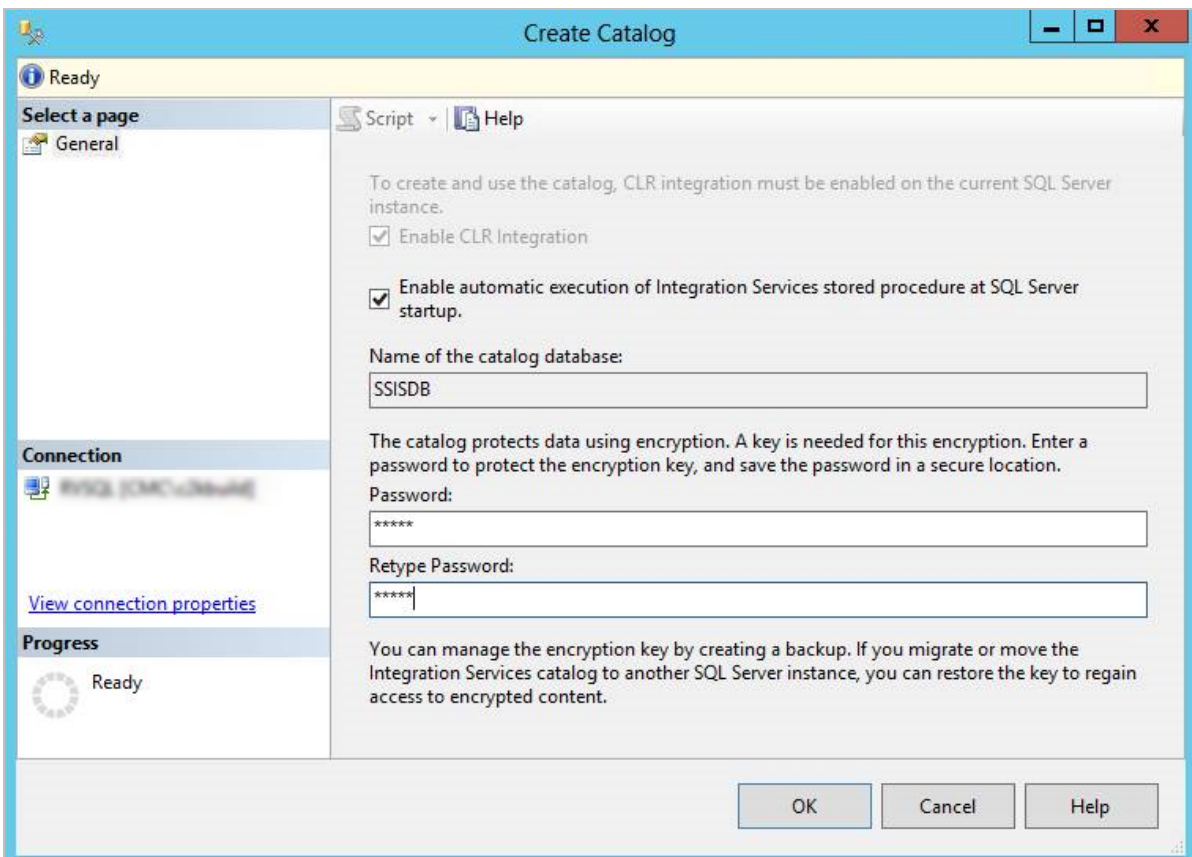 Create Catalog
Ready
Select a page
General
Script
Help
To create and use the catalog, CLR integration must be enabled on the current SQL Server
instance.
Enable CLR Integration
Enable automatic execution of Integration Services stored procedure at SQL Server
startup.
Name of the catalog database:
SSISDB
The catalog protects data using encryption. A key is needed for this encryption. Enter a
password to protect the encryption key, and save the password in a secure location.
Password:
*****
Retype Password:
*****
You can manage the encryption key by creating a backup. If you migrate or move the
Integration Services catalog to another SQL Server instance, you can restore the key to regain
access to encrypted content.
Connection
View connection properties
Progress
Ready
OK
Cancel
Help